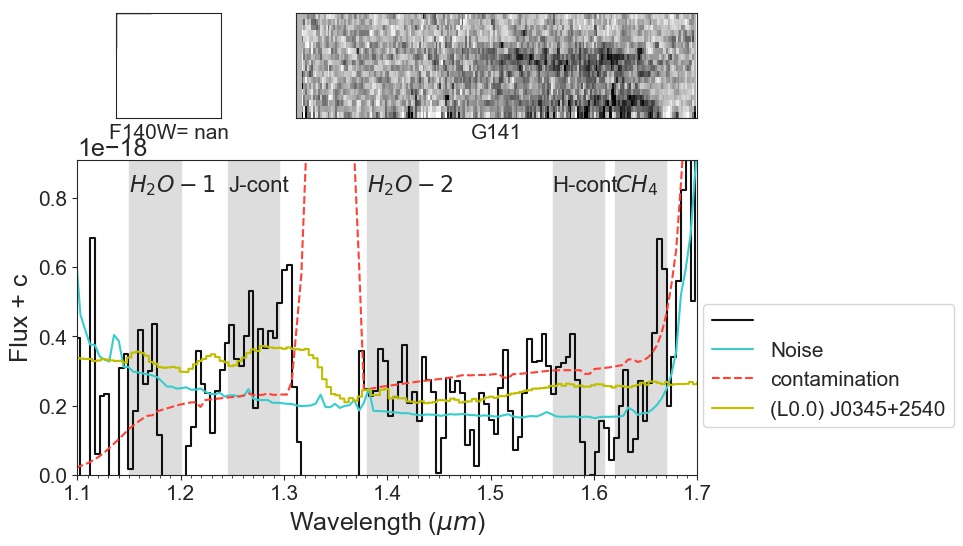 F140W= nan
G141
1e−18
H₂O − 1
J-cont
H₂O − 2
H-cont
CH₄
0.8
0.6
0.4
0.2
0.0
Flux + c
1.1
1.2
1.3
1.4
1.5
1.6
1.7
Wavelength (μm)
Noise
contamination
(L0.0) J0345+2540